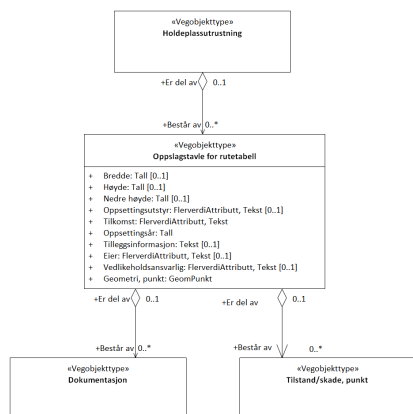 «Vegobjekttype»
Holdeplassutrustning
+Er del av 0..1
+Består av 0..*
«Vegobjekttype»
Oppslagstavle for rutetabell
+ Bredde: Tall [0..1]
+ Høyde: Tall [0..1]
+ Nedre høyde: Tall [0..1]
+ Oppsettingsutstyr: FlerverdiAttributt, Tekst [0..1]
+ Tilkomst: FlerverdiAttributt, Tekst
+ Oppsettingsår: Tall
+ Tilleggsinformasjon: Tekst [0..1]
+ Eier: FlerverdiAttributt, Tekst [0..1]
+ Vedlikeholdsansvarlig: FlerverdiAttributt, Tekst [0..1]
+ Geometri, punkt: GeomPunkt
+Er del av 0..1 +Er del av 0..1
+Består av 0..* +Består av 0..*
«Vegobjekttype»
Dokumentasjon
«Vegobjekttype»
Tilstand/skade, punkt